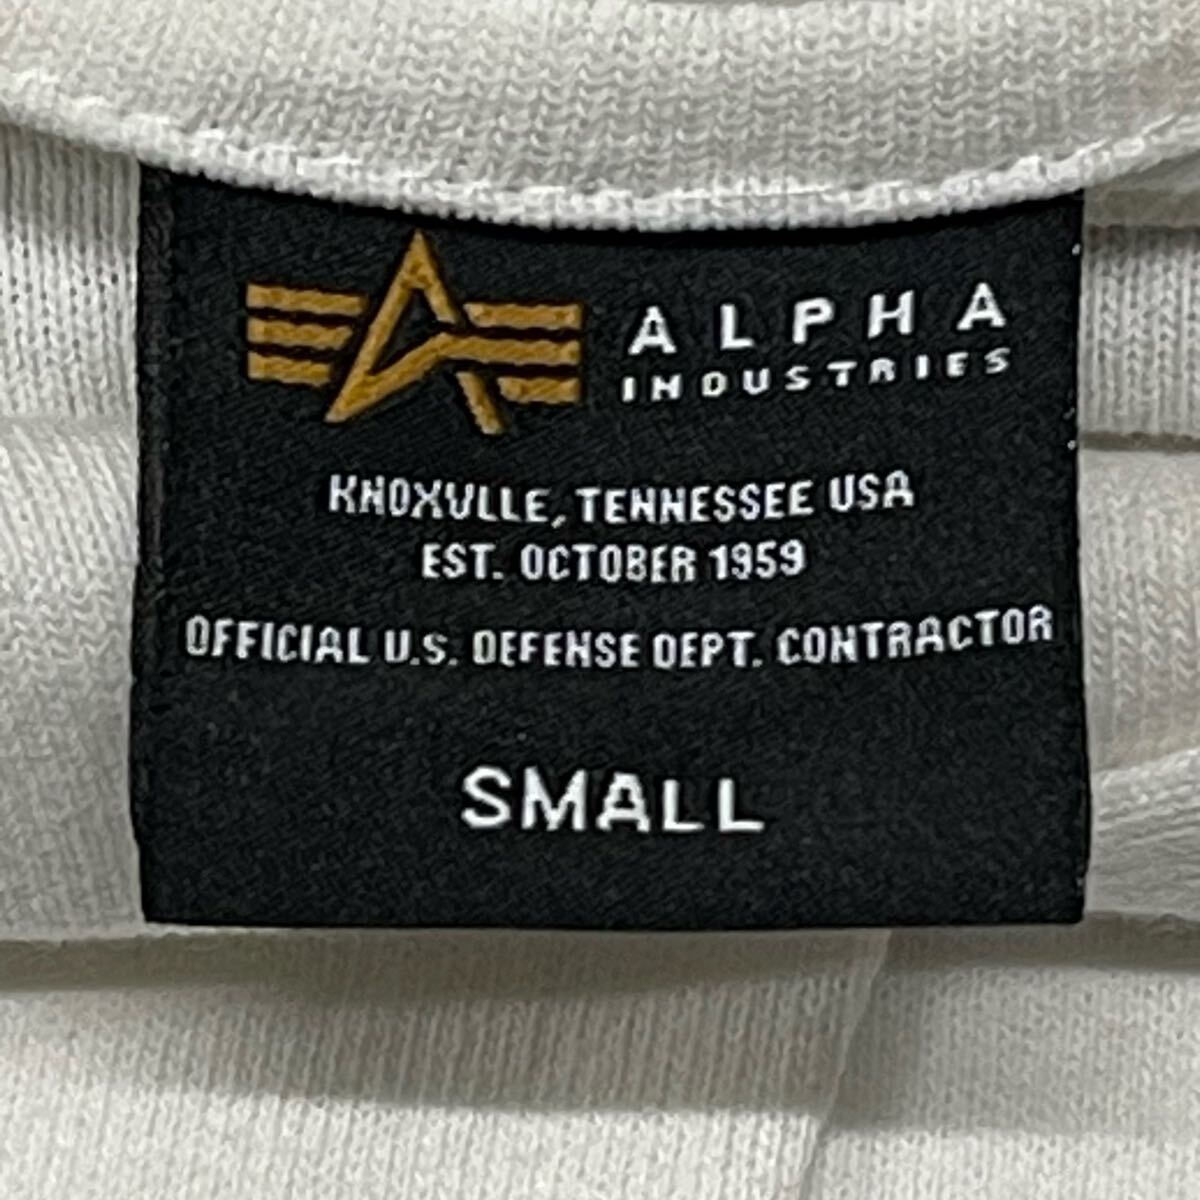 ALPHA
INDUSTRIES
KNOXVLLE, TENNESSEE USA
EST. OCTOBER 1959
OFFICIAL U.S. DEFENSE DEPT. CONTRACTOR
SMALL